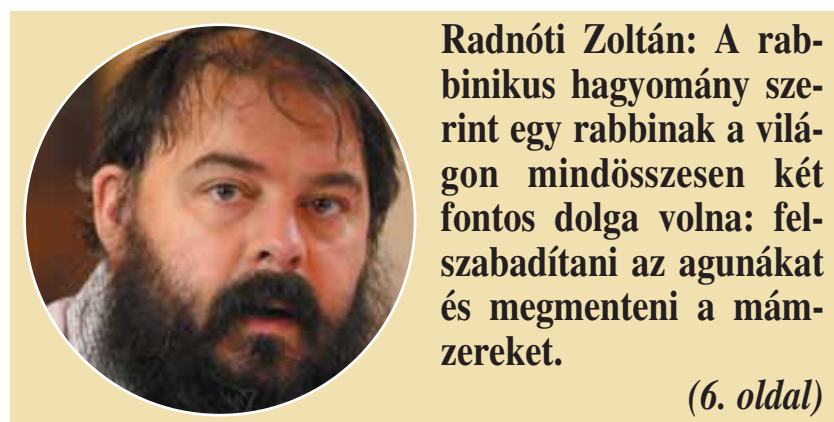 Radnóti Zoltán: A rab-
binikus hagyomány sze-
rint egy rabbinak a vilá-
gon mindösszesen két
fontos dolga volna: fel-
szabadítani az agunákat
és megmenteni a mám-
zereket.
(6. oldal)